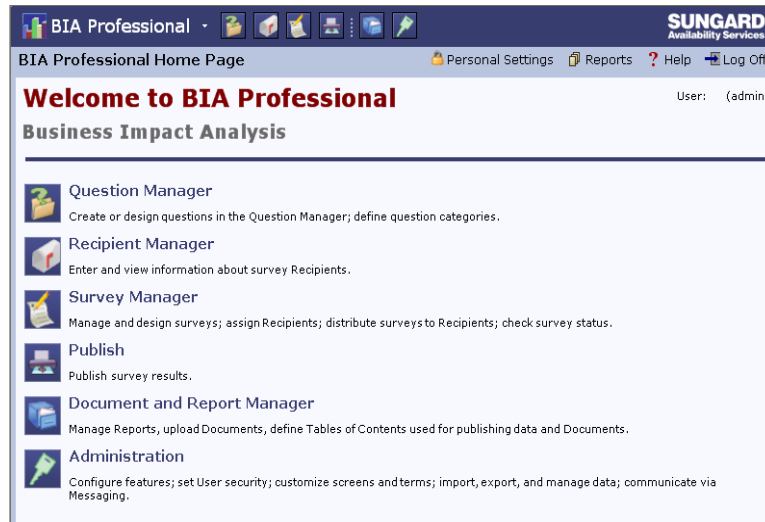 BIA Professional
SUNGARD
Availability Services
BIA Professional Home Page
Personal Settings
Reports
? Help
Log Off
Welcome to BIA Professional
User: (admin
Business Impact Analysis
Question Manager
Create or design questions in the Question Manager; define question categories.
Recipient Manager
Enter and view information about survey Recipients.
Survey Manager
Manage and design surveys; assign Recipients; distribute surveys to Recipients; check survey status.
Publish
Publish survey results.
Document and Report Manager
Manage Reports, upload Documents, define Tables of Contents used for publishing data and Documents.
Administration
Configure features; set User security; customize screens and terms; import, export, and manage data; communicate via
Messaging.